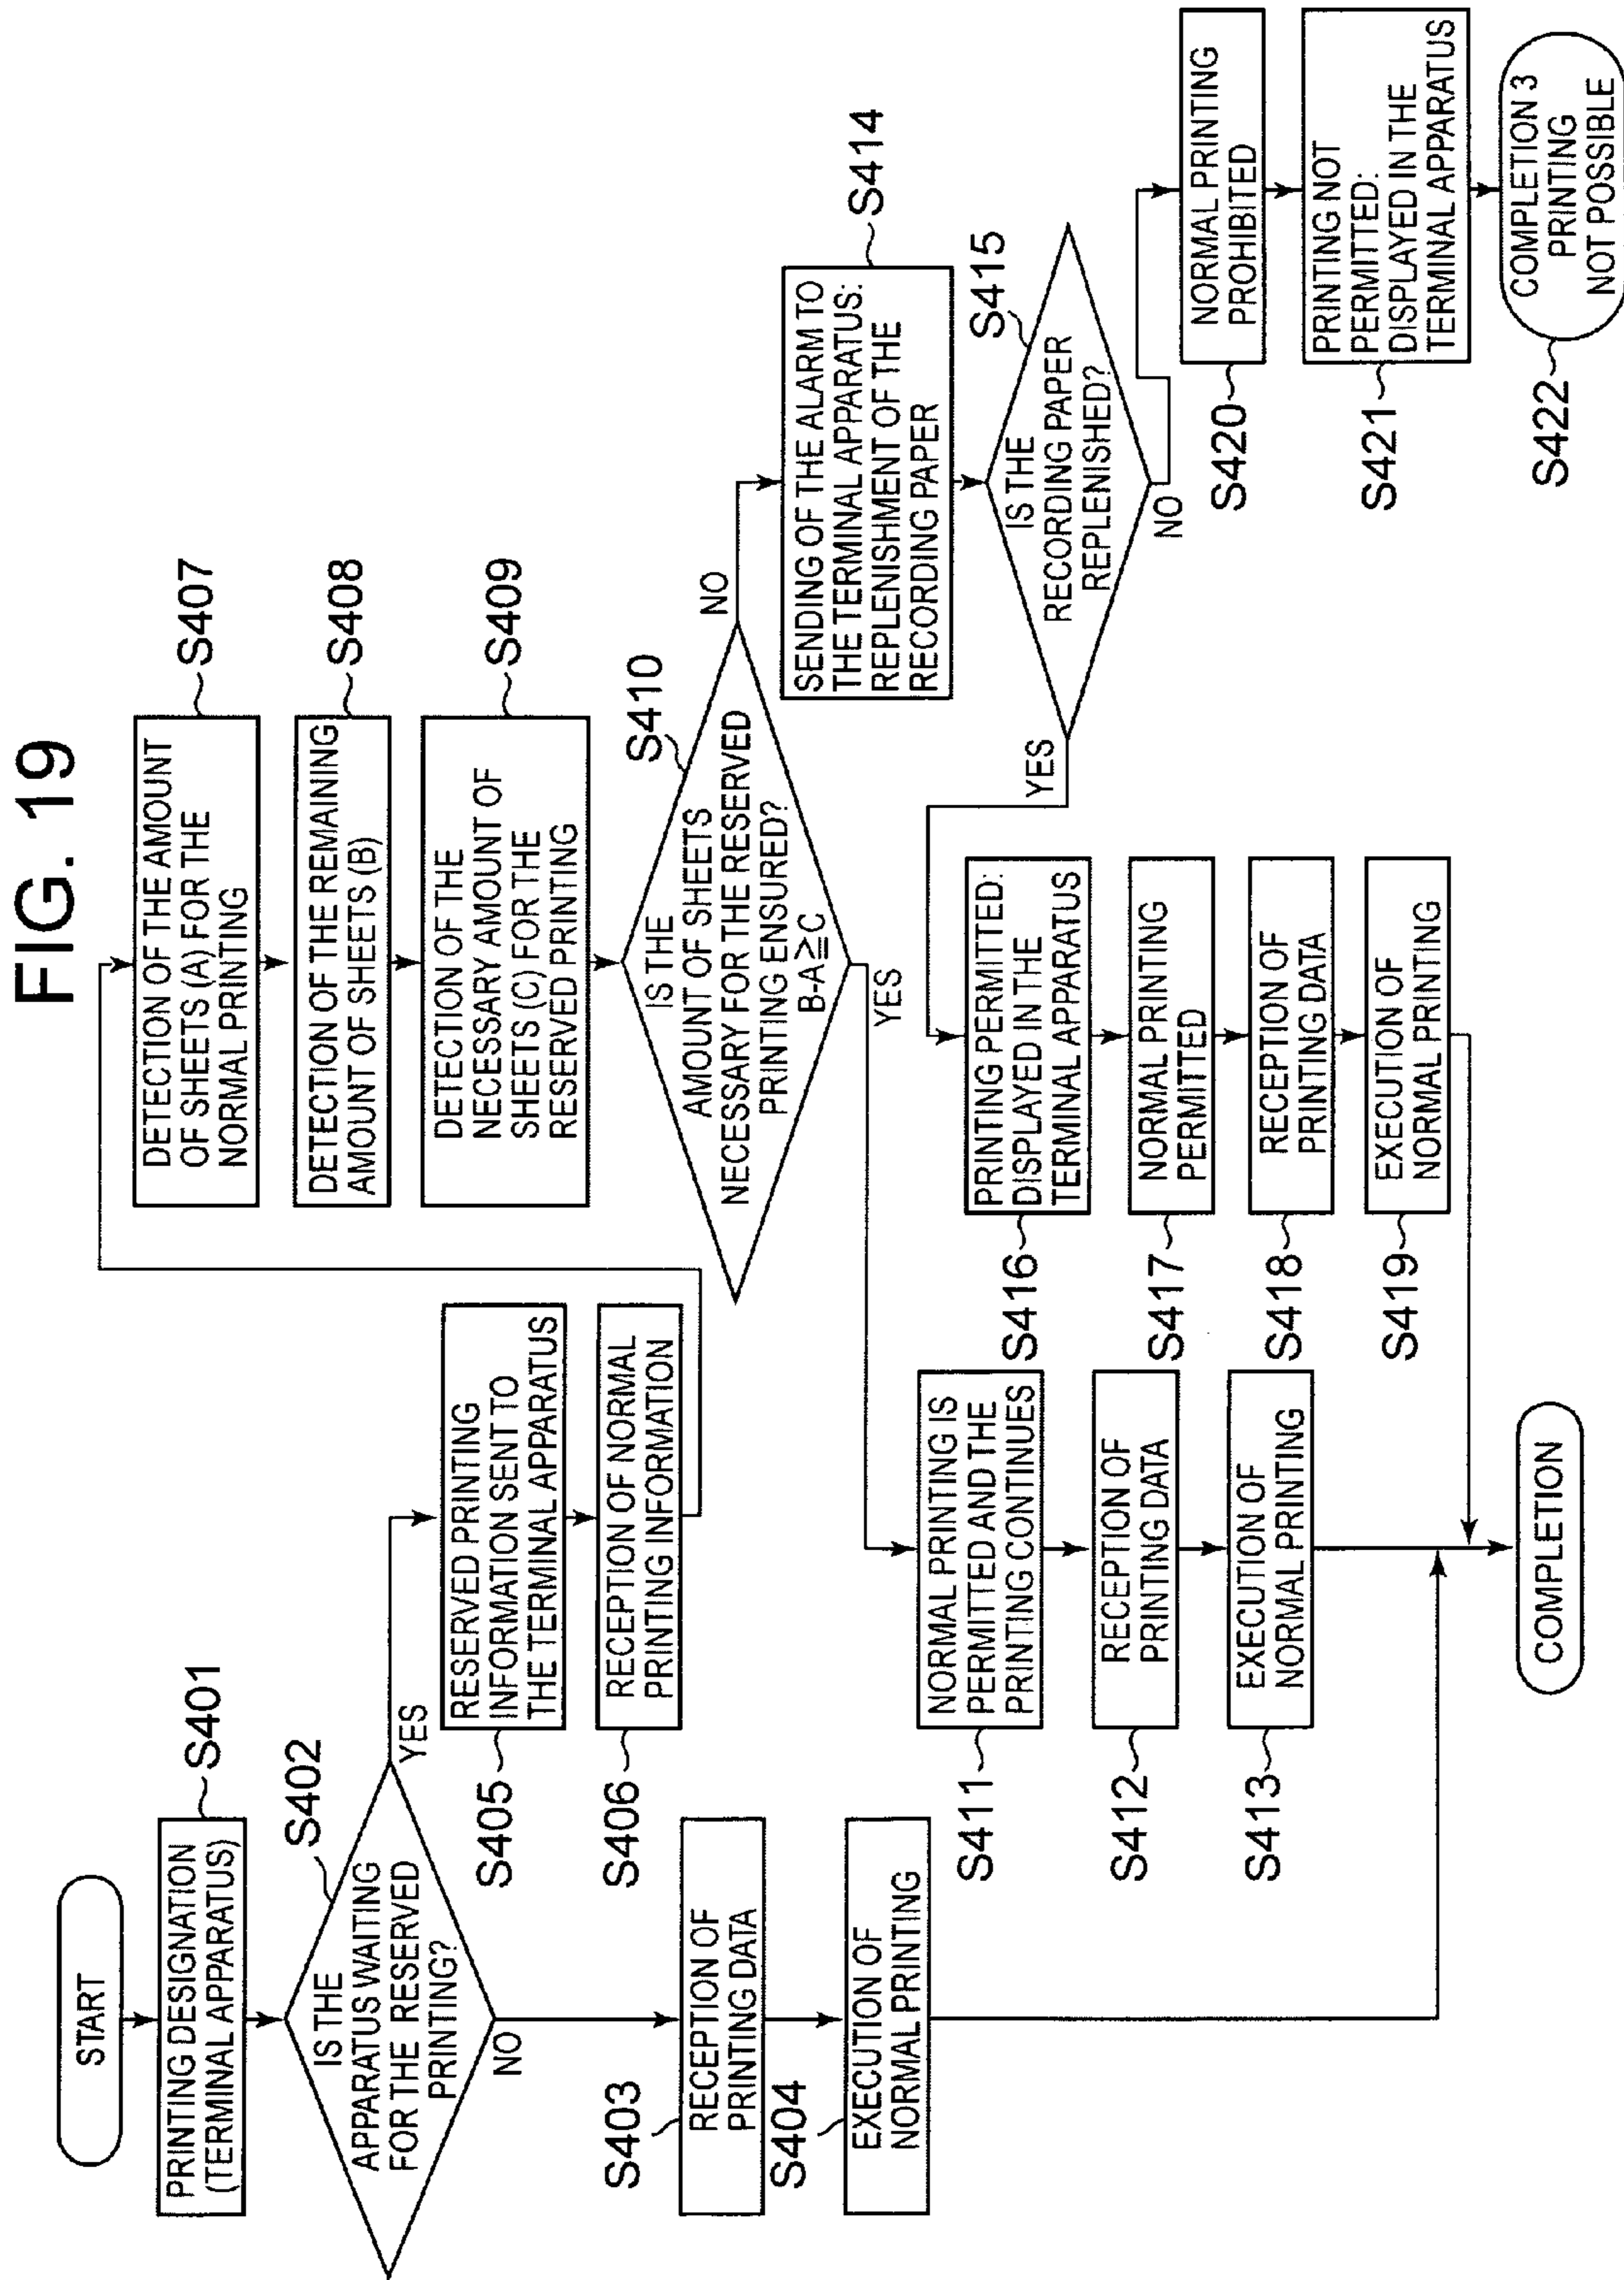 FIG. 19
START
PRINTING DESIGNATION
(TERMINAL APPARATUS)
S401
IS THE
APPARATUS WAITING
FOR THE RESERVED
PRINTING?
S402
YES
NO
S403
RECEPTION OF
PRINTING DATA
S404
EXECUTION OF
NORMAL PRINTING
RESERVED PRINTING
INFORMATION SENT TO
THE TERMINAL APPARATUS
S405
RECEPTION OF NORMAL
PRINTING INFORMATION
S406
DETECTION OF THE AMOUNT
OF SHEETS (A) FOR THE
NORMAL PRINTING
S407
DETECTION OF THE REMAINING
AMOUNT OF SHEETS (B)
S408
DETECTION OF THE
NECESSARY AMOUNT OF
SHEETS (C) FOR THE
RESERVED PRINTING
S409
IS THE
AMOUNT OF SHEETS
NECESSARY FOR THE RESERVED
PRINTING ENSURED?
B-A≧C
S410
NO
YES
S411
NORMAL PRINTING IS
PERMITTED AND THE
PRINTING CONTINUES
S412
RECEPTION OF
PRINTING DATA
S413
EXECUTION OF
NORMAL PRINTING
SENDING OF THE ALARM TO
THE TERMINAL APPARATUS:
REPLENISHMENT OF THE
RECORDING PAPER
S414
IS THE
RECORDING PAPER
REPLENISHED?
S415
YES
NO
PRINTING PERMITTED:
DISPLAYED IN THE
TERMINAL APPARATUS
S416
NORMAL PRINTING
PERMITTED
S417
RECEPTION OF
PRINTING DATA
S418
EXECUTION OF
NORMAL PRINTING
S419
COMPLETION
NORMAL PRINTING
PROHIBITED
S420
PRINTING NOT
PERMITTED:
DISPLAYED IN THE
TERMINAL APPARATUS
S421
COMPLETION 3
PRINTING
NOT POSSIBLE
S422